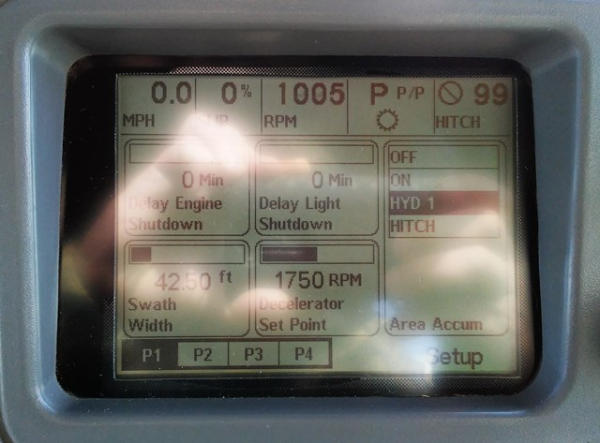 0.0 0% 1005 P P/P 99
MPH RPM HITCH
0 Min 0 Min OFF
ON
Delay Engine Delay Light HYD 1
Shutdown Shutdown HITCH
42.50 ft 1750 RPM
Swath Decelerator
Width Set Point Area Accum
P1 P2 P3 P4 Setup